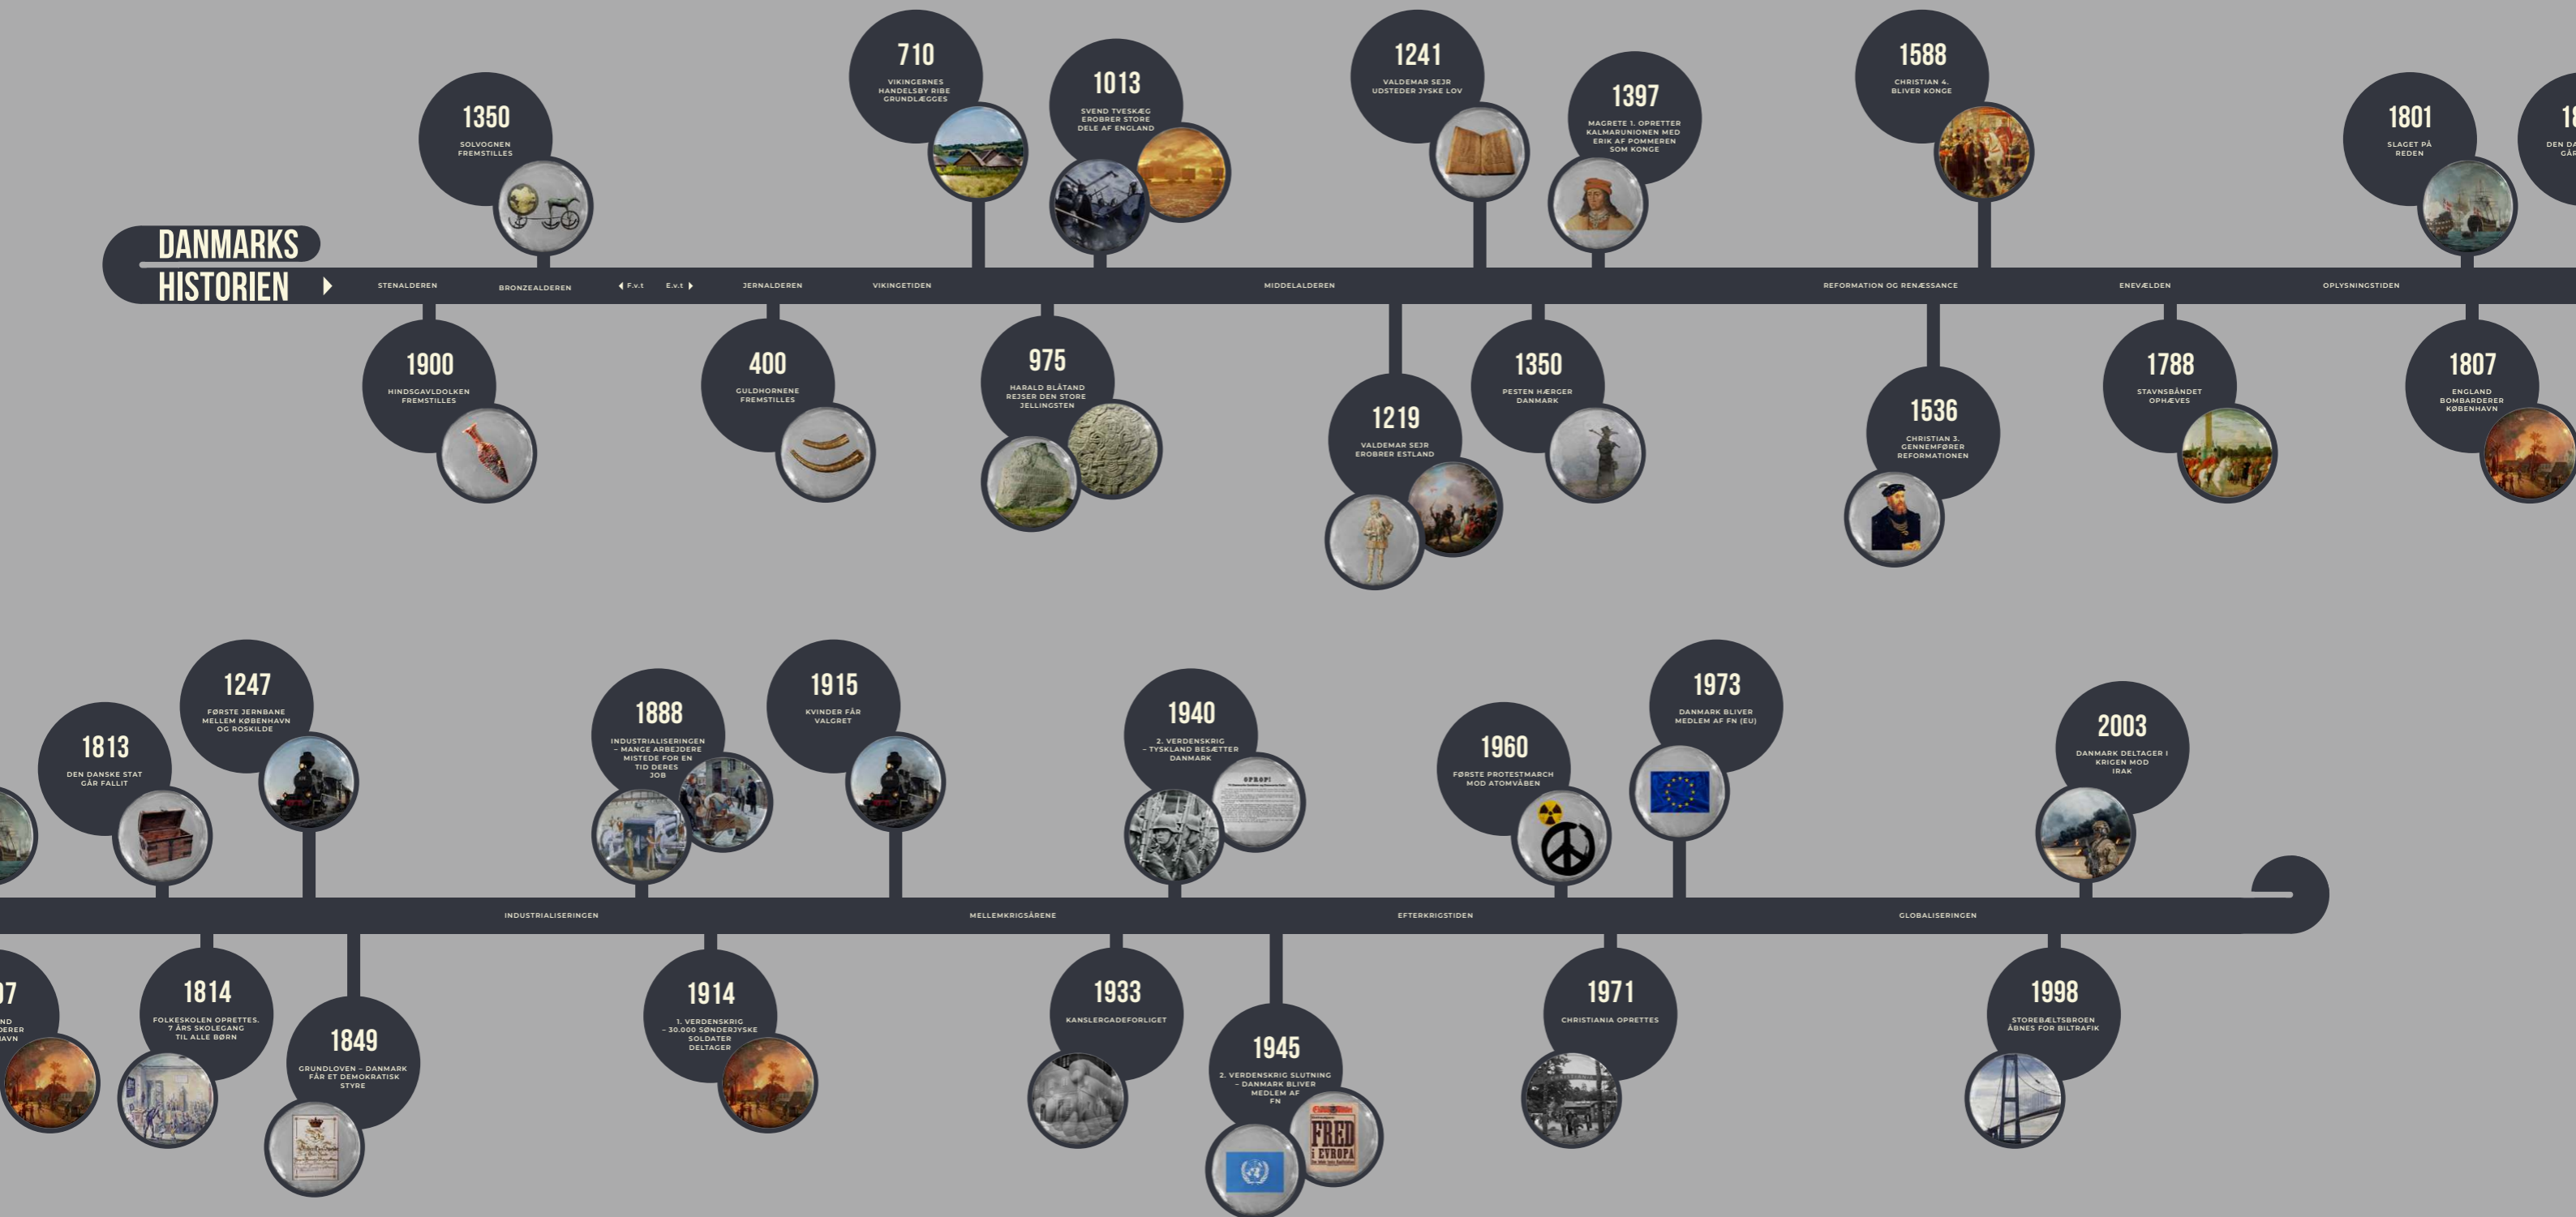 DANMARKS
HISTORIEN
STENALDEREN
BRONZEALDEREN
F.v.t
E.v.t
JERNALDEREN
VIKINGETIDEN
MIDDELALDEREN
REFORMATION OG RENÆSSANCE
ENEVÆLDEN
OPLYSNINGSTIDEN
1350
SOLVOGNEN
FREMSTILLES
710
VIKINGERNES
HANDELSBY RIBE
GRUNDLÆGGES
1013
SVEND TVESKÆG
EROBRER STORE
DELE AF ENGLAND
1241
VALDEMAR SEJR
UDSTEDER JYSKE LOV
1397
MAGRETE 1. OPRETTER
KALMARUNIONEN MED
ERIK AF POMMEREN
SOM KONGE
1588
CHRISTIAN 4.
BLIVER KONGE
1801
SLAGET PÅ
REDEN
18
DEN DA
GÅR
1900
HINDSGAVLDOLKEN
FREMSTILLES
400
GULDHORNENE
FREMSTILLES
975
HARALD BLÅTAND
REJSER DEN STORE
JELLINGSTEN
1219
VALDEMAR SEJR
EROBRER ESTLAND
1350
PESTEN HÆRGER
DANMARK
1536
CHRISTIAN 3.
GENNEMFØRER
REFORMATIONEN
1788
STAVNSBÅNDET
OPHÆVES
1807
ENGLAND
BOMBARDERER
KØBENHAVN
1813
DEN DANSKE STAT
GÅR FALLIT
1247
FØRSTE JERNBANE
MELLEM KØBENHAVN
OG ROSKILDE
1888
INDUSTRIALISERINGEN
– MANGE ARBEJDERE
MISTEDE FOR EN
TID DERES
JOB
1915
KVINDER FÅR
VALGRET
1940
2. VERDENSKRIG
– TYSKLAND BESÆTTER
DANMARK
OPROP!
1960
FØRSTE PROTESTMARCH
MOD ATOMVÅBEN
1973
DANMARK BLIVER
MEDLEM AF FN (EU)
2003
DANMARK DELTAGER I
KRIGEN MOD
IRAK
INDUSTRIALISERINGEN
MELLEMKRIGSÅRENE
EFTERKRIGSTIDEN
GLOBALISERINGEN
07
ND
DERER
HAVN
1814
FOLKESKOLEN OPRETTES.
7 ÅRS SKOLEGANG
TIL ALLE BØRN
1849
GRUNDLOVEN – DANMARK
FÅR ET DEMOKRATISK
STYRE
1914
1. VERDENSKRIG
– 30.000 SØNDERJYSKE
SOLDATER
DELTAGER
1933
KANSLERGADEFORLIGET
1945
2. VERDENSKRIG SLUTNING
– DANMARK BLIVER
MEDLEM AF
FN
FRED
i EVROPA
1971
CHRISTIANIA OPRETTES
1998
STOREBÆLTSBROEN
ÅBNES FOR BILTRAFIK